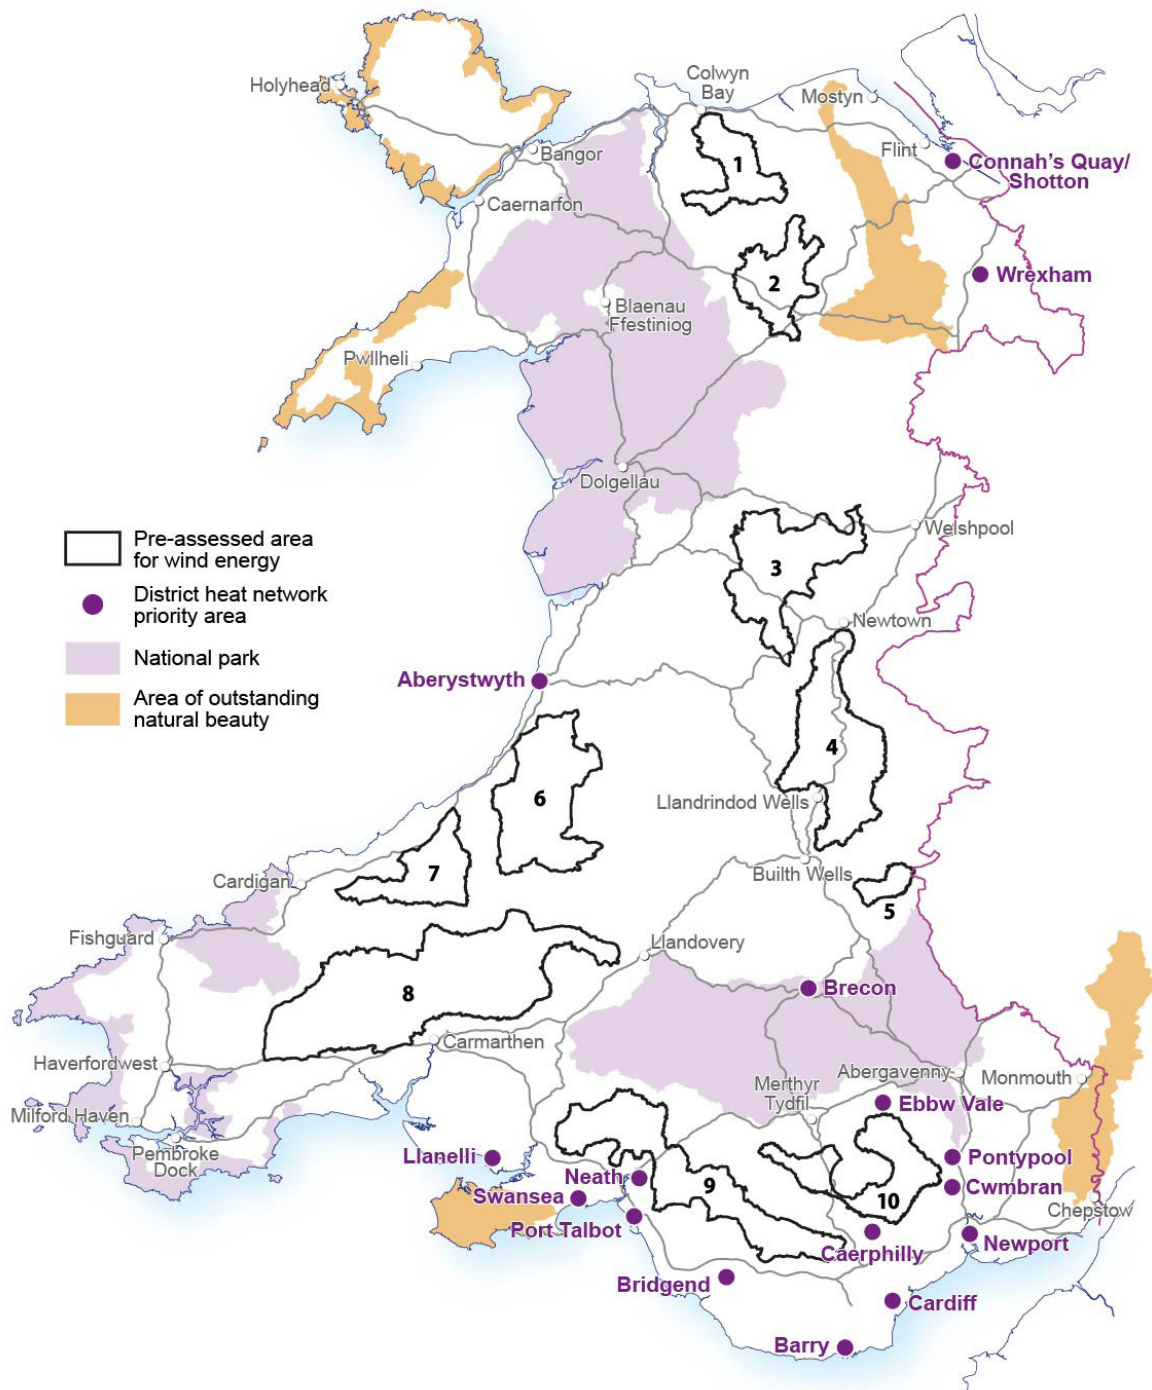 Holyhead
Colwyn
Bay
Mostyn
Bangor
Flint
1
Connah's Quay/
Shotton
Caernarfon
2
Wrexham
Blaenau
Ffestiniog
Pwllheli
Dolgellau
Pre-assessed area
for wind energy
District heat network
priority area
National park
Area of outstanding
natural beauty
Welshpool
3
Newtown
Aberystwyth
4
6
Llandrindod Wells
7
Builth Wells
Cardigan
5
Fishguard
Llandovery
8
Brecon
Carmarthen
Haverfordwest
Merthyr
Tydfil
Abergavenny
Monmouth
Milford Haven
Ebbw Vale
Pembroke
Dock
Llanelli
Neath
Pontypool
Swansea
9
10
Cwmbran
Port Talbot
Chepstow
Caerphilly
Newport
Bridgend
Cardiff
Barry